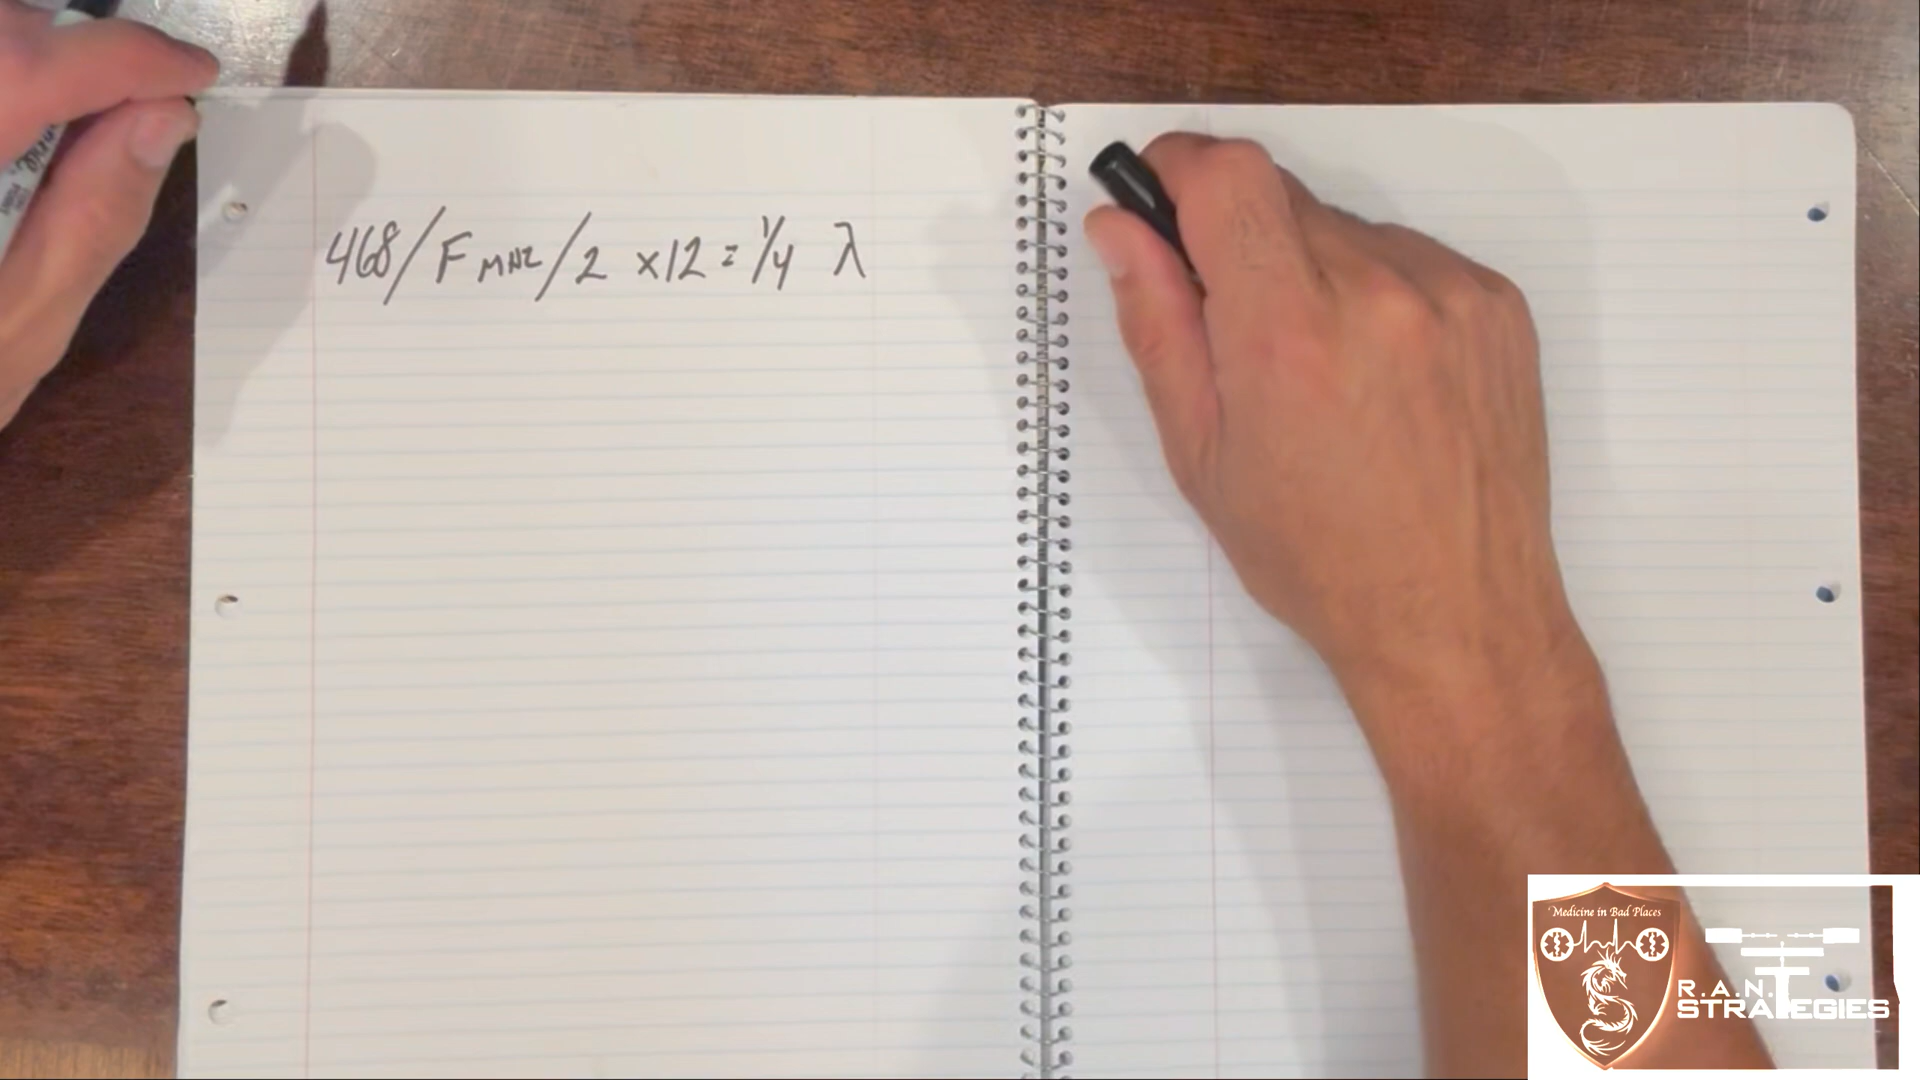 468/F MHZ/2 x12 = 1/4 λ
Medicine in Bad Places
R.A.N.T
STRATEGIES